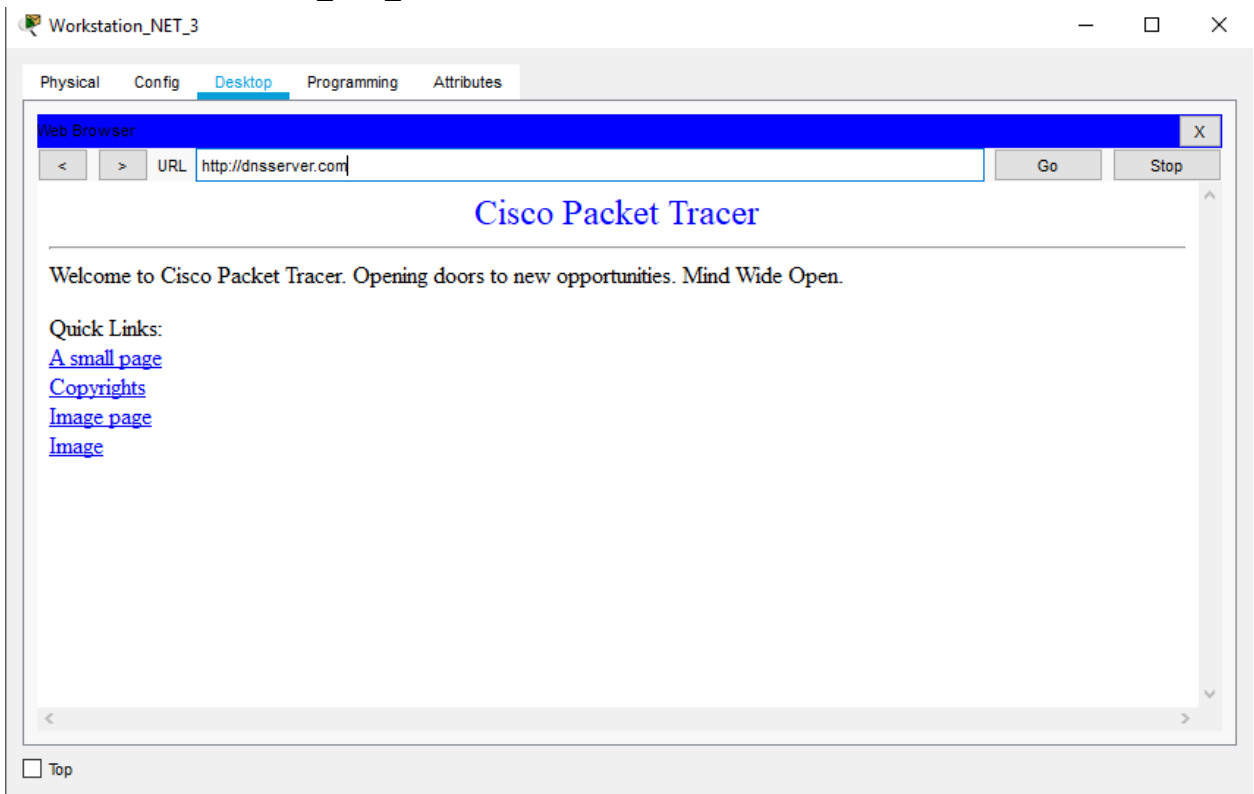 Workstation_NET_3
Physical Config Desktop Programming Attributes
Web Browser X
< > URL http://dnsserver.com Go Stop
Cisco Packet Tracer
Welcome to Cisco Packet Tracer. Opening doors to new opportunities. Mind Wide Open.
Quick Links:
A small page
Copyrights
Image page
Image
Top